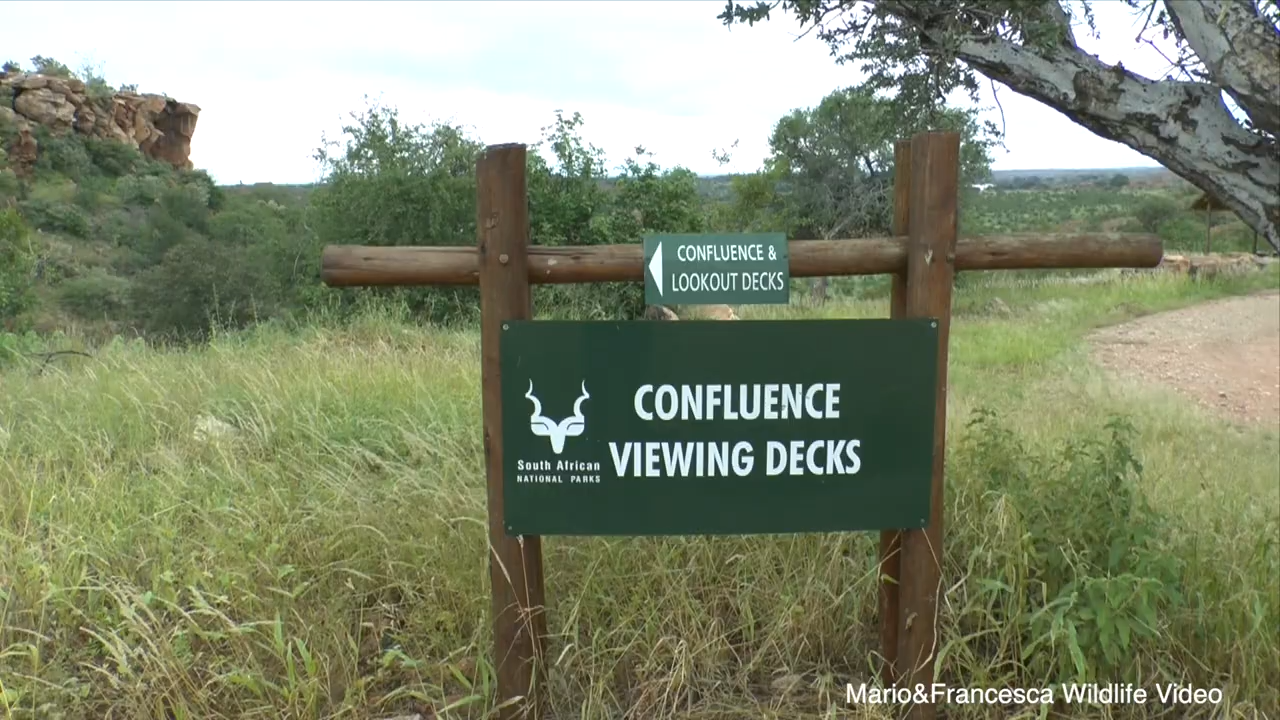 CONFLUENCE &
LOOKOUT DECKS
CONFLUENCE
VIEWING DECKS
South African
NATIONAL PARKS
Mario&Francesca Wildlife Video